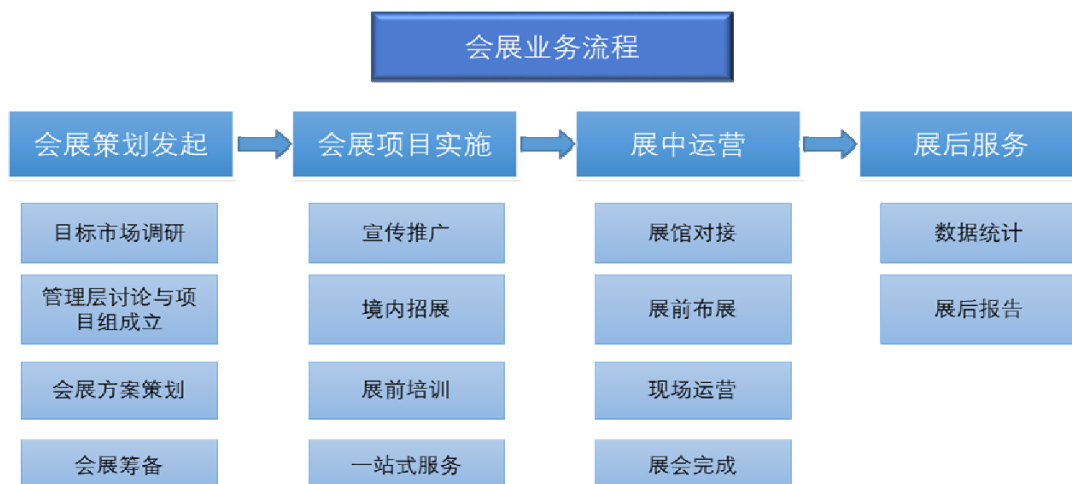 会展业务流程
会展策划发起
会展项目实施
展中运营
展后服务
目标市场调研
宣传推广
展馆对接
数据统计
管理层讨论与项
目组成立
境内招展
展前布展
展后报告
会展方案策划
展前培训
现场运营
会展筹备
一站式服务
展会完成